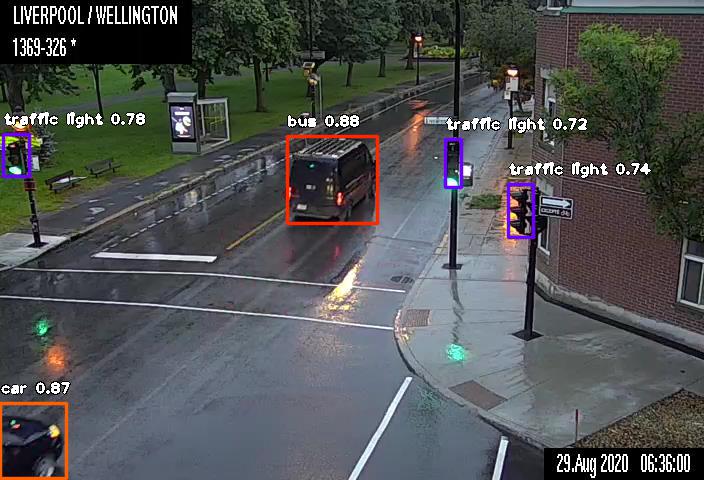 LIVERPOOL / WELLINGTON
1369-326 *
traffic light 0.78
bus 0.88
traffic light 0.72
traffic light 0.74
EXCEPTÉ
car 0.87
29.Aug 2020 06:36:00